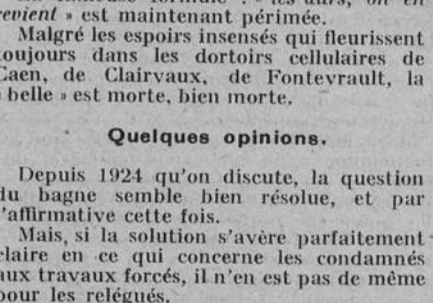 revient » est maintenant périmée.
Malgré les espoirs insensés qui fleurissent
toujours dans les dortoirs cellulaires de
Caen, de Clairvaux, de Fontevrault, la
« belle » est morte, bien morte.
Quelques opinions.
Depuis 1924 qu'on discute, la question
du bagne semble bien résolue, et par
l'affirmative cette fois.
Mais, si la solution s'avère parfaitement
claire en ce qui concerne les condamnés
aux travaux forcés, il n'en est pas de même
pour les relégués.